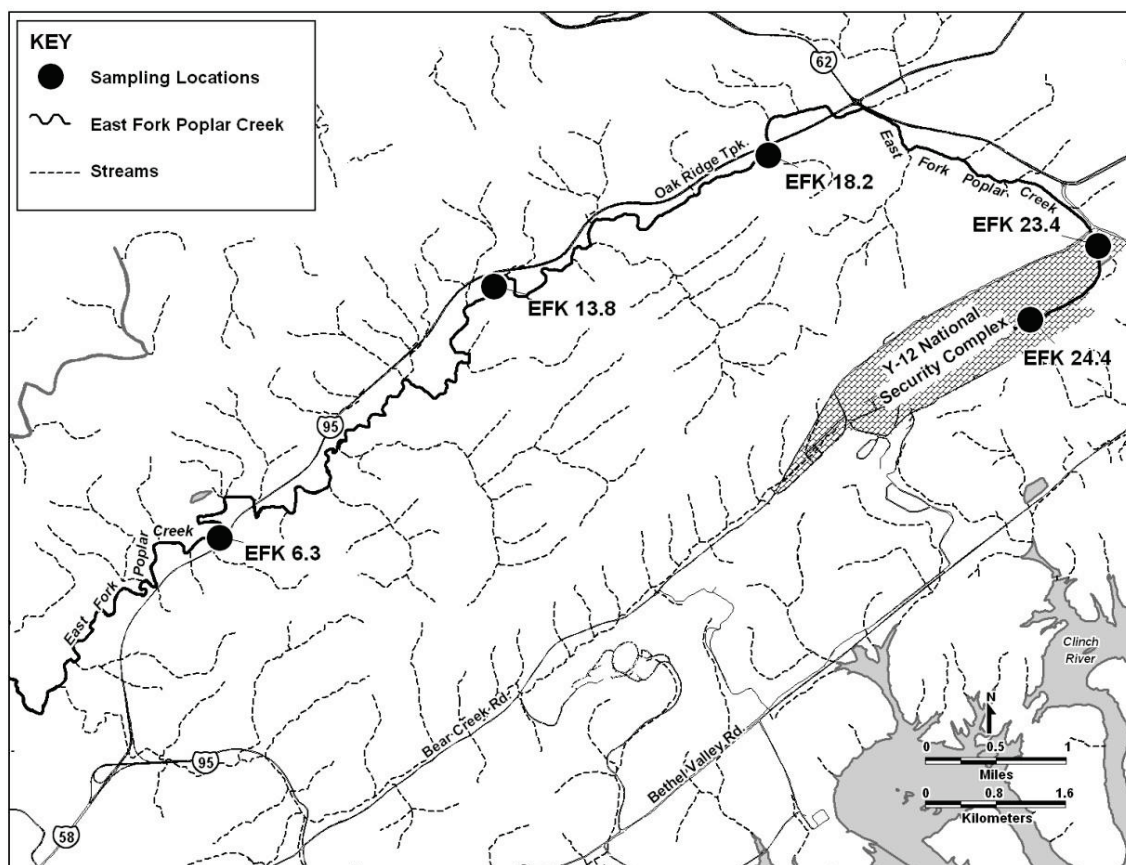 KEY
Sampling Locations
East Fork Poplar Creek
Streams
62
Oak Ridge Tpk.
East Fork Poplar Creek
EFK 18.2
EFK 23.4
EFK 13.8
Y-12 National
Security Complex
EFK 24.4
95
EFK 6.3
East Fork Poplar Creek
Clinch
River
Bear Creek Rd.
Bethel Valley Rd.
N
0 0.5 1
Miles
0 0.8 1.6
Kilometers
95
58